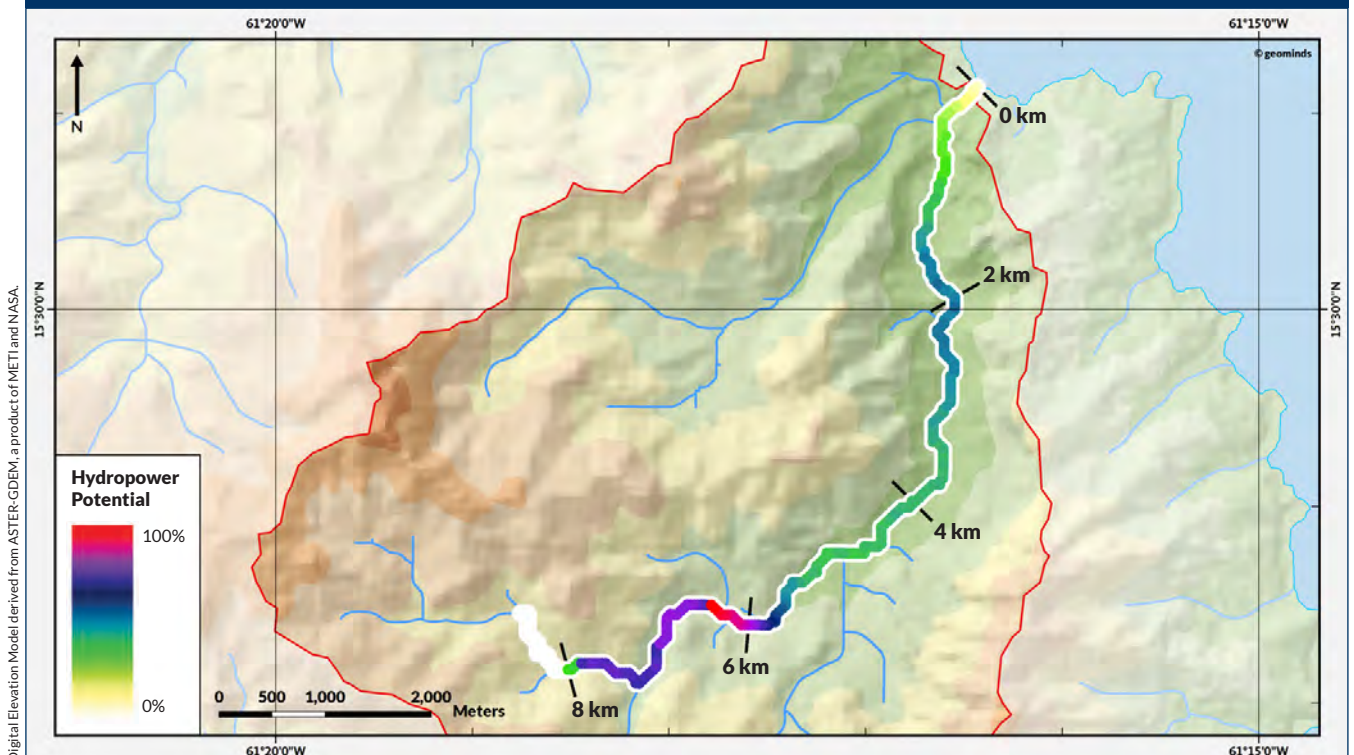 61°20'0"W
61°15'0"W
© geominds
N
0 km
2 km
15°30'0"N
15°30'0"N
4 km
Hydropower
Potential
100%
0%
6 km
8 km
0 500 1,000 2,000
Meters
61°20'0"W
61°15'0"W
Digital Elevation Model derived from ASTER-GDEM, a product of METI and NASA.